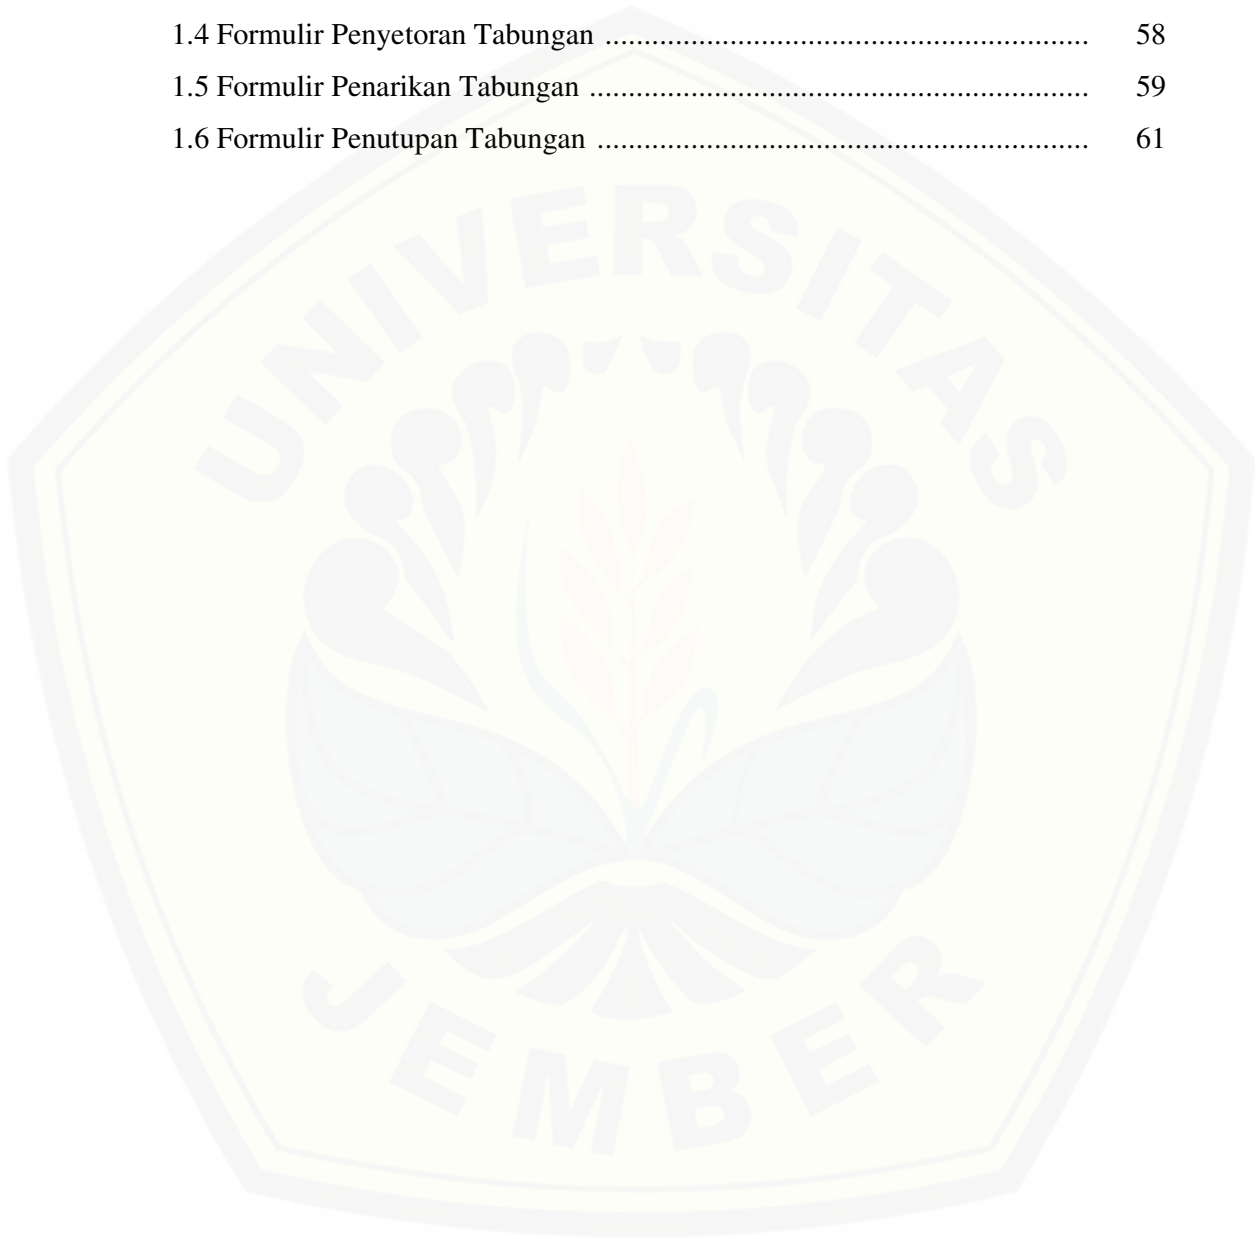 1.4 Formulir Penyetoran Tabungan ............................................................... 58
1.5 Formulir Penarikan Tabungan ................................................................. 59
1.6 Formulir Penutupan Tabungan ................................................................ 61
UNIVERSITAS
JEMBER